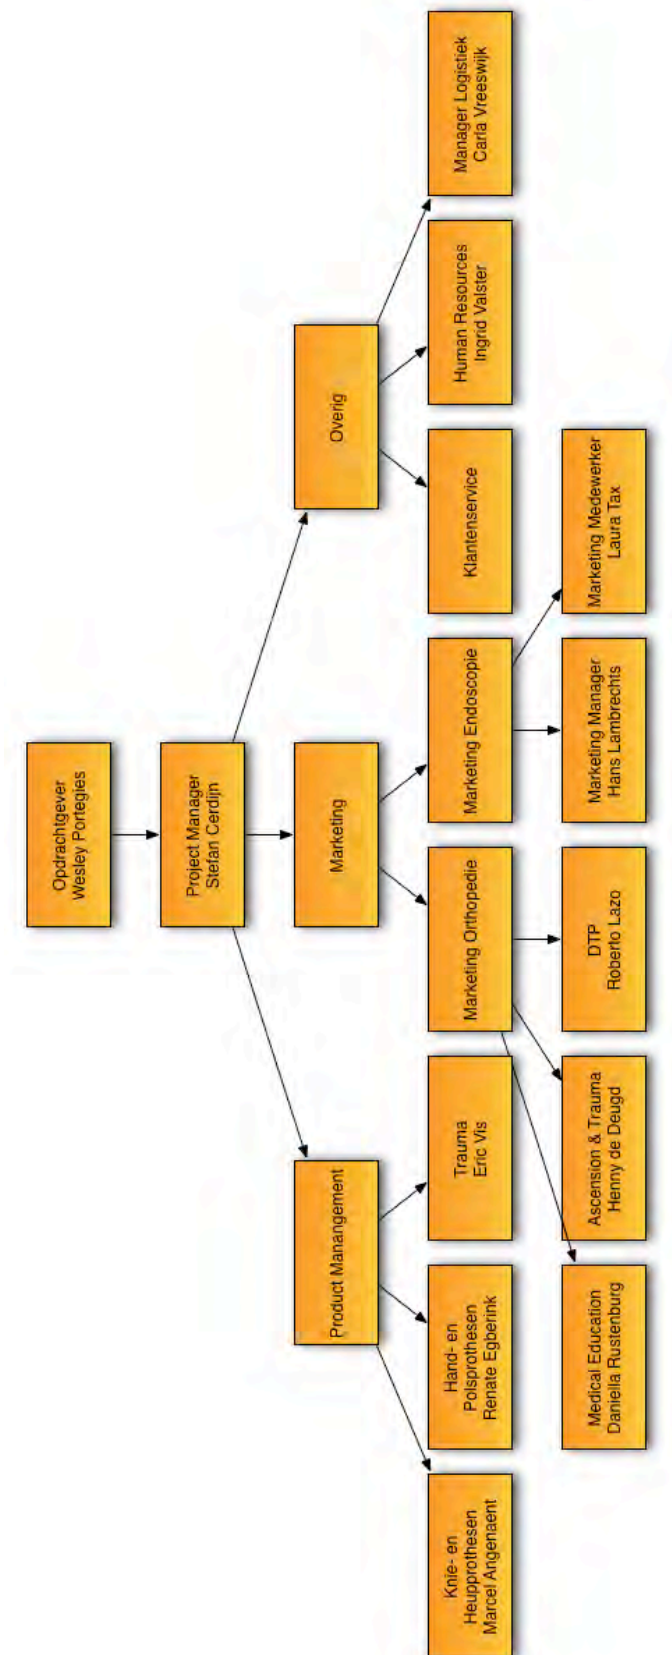 Opdrachtgever
Wesley Portegies
Project Manager
Stefan Cerdijn
Product Manangement
Marketing
Overig
Knie- en
Heupprothesen
Marcel Angenaent
Hand- en
Polsprothesen
Renate Egberink
Trauma
Eric Vis
Marketing Orthopedie
Marketing Endoscopie
Klantenservice
Human Resources
Ingrid Valster
Manager Logistiek
Carla Vreeswijk
Medical Education
Daniella Rustenburg
Ascension & Trauma
Henny de Deugd
DTP
Roberto Lazo
Marketing Manager
Hans Lambrechts
Marketing Medewerker
Laura Tax